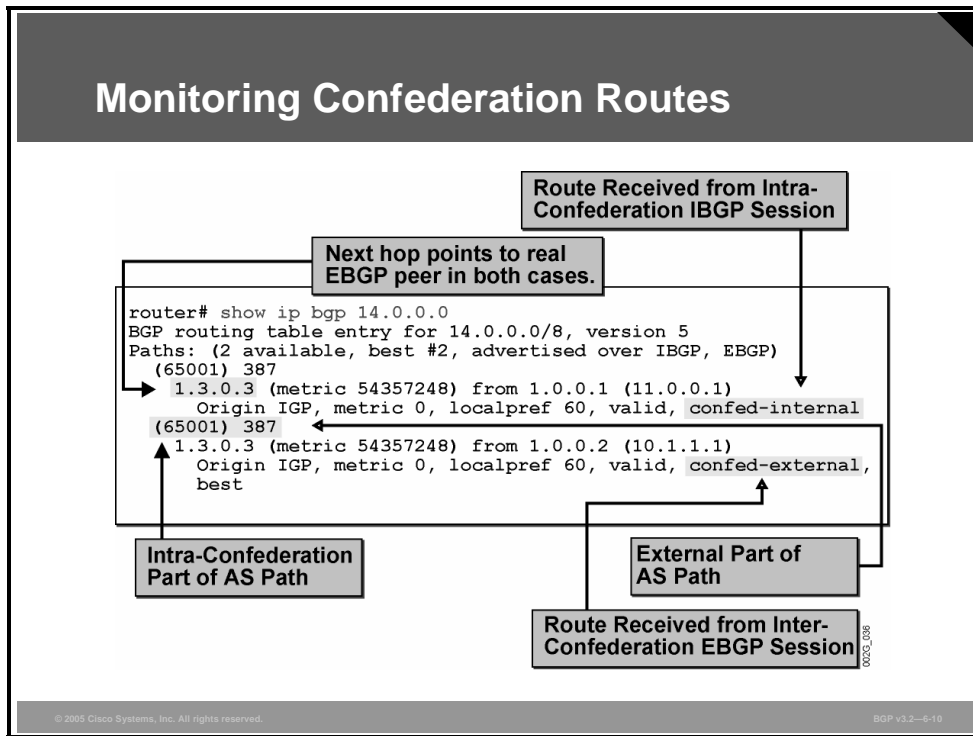 Monitoring Confederation Routes
Route Received from Intra-
Confederation IBGP Session
Next hop points to real
EBGP peer in both cases.
router# show ip bgp 14.0.0.0
BGP routing table entry for 14.0.0.0/8, version 5
Paths: (2 available, best #2, advertised over IBGP, EBGP)
(65001) 387
1.3.0.3 (metric 54357248) from 1.0.0.1 (11.0.0.1)
Origin IGP, metric 0, localpref 60, valid, confed-internal
(65001) 387
1.3.0.3 (metric 54357248) from 1.0.0.2 (10.1.1.1)
Origin IGP, metric 0, localpref 60, valid, confed-external,
best
Intra-Confederation
Part of AS Path
External Part of
AS Path
Route Received from Inter-
Confederation EBGP Session
002G_036
© 2005 Cisco Systems, Inc. All rights reserved.
BGP v3.2—6-10